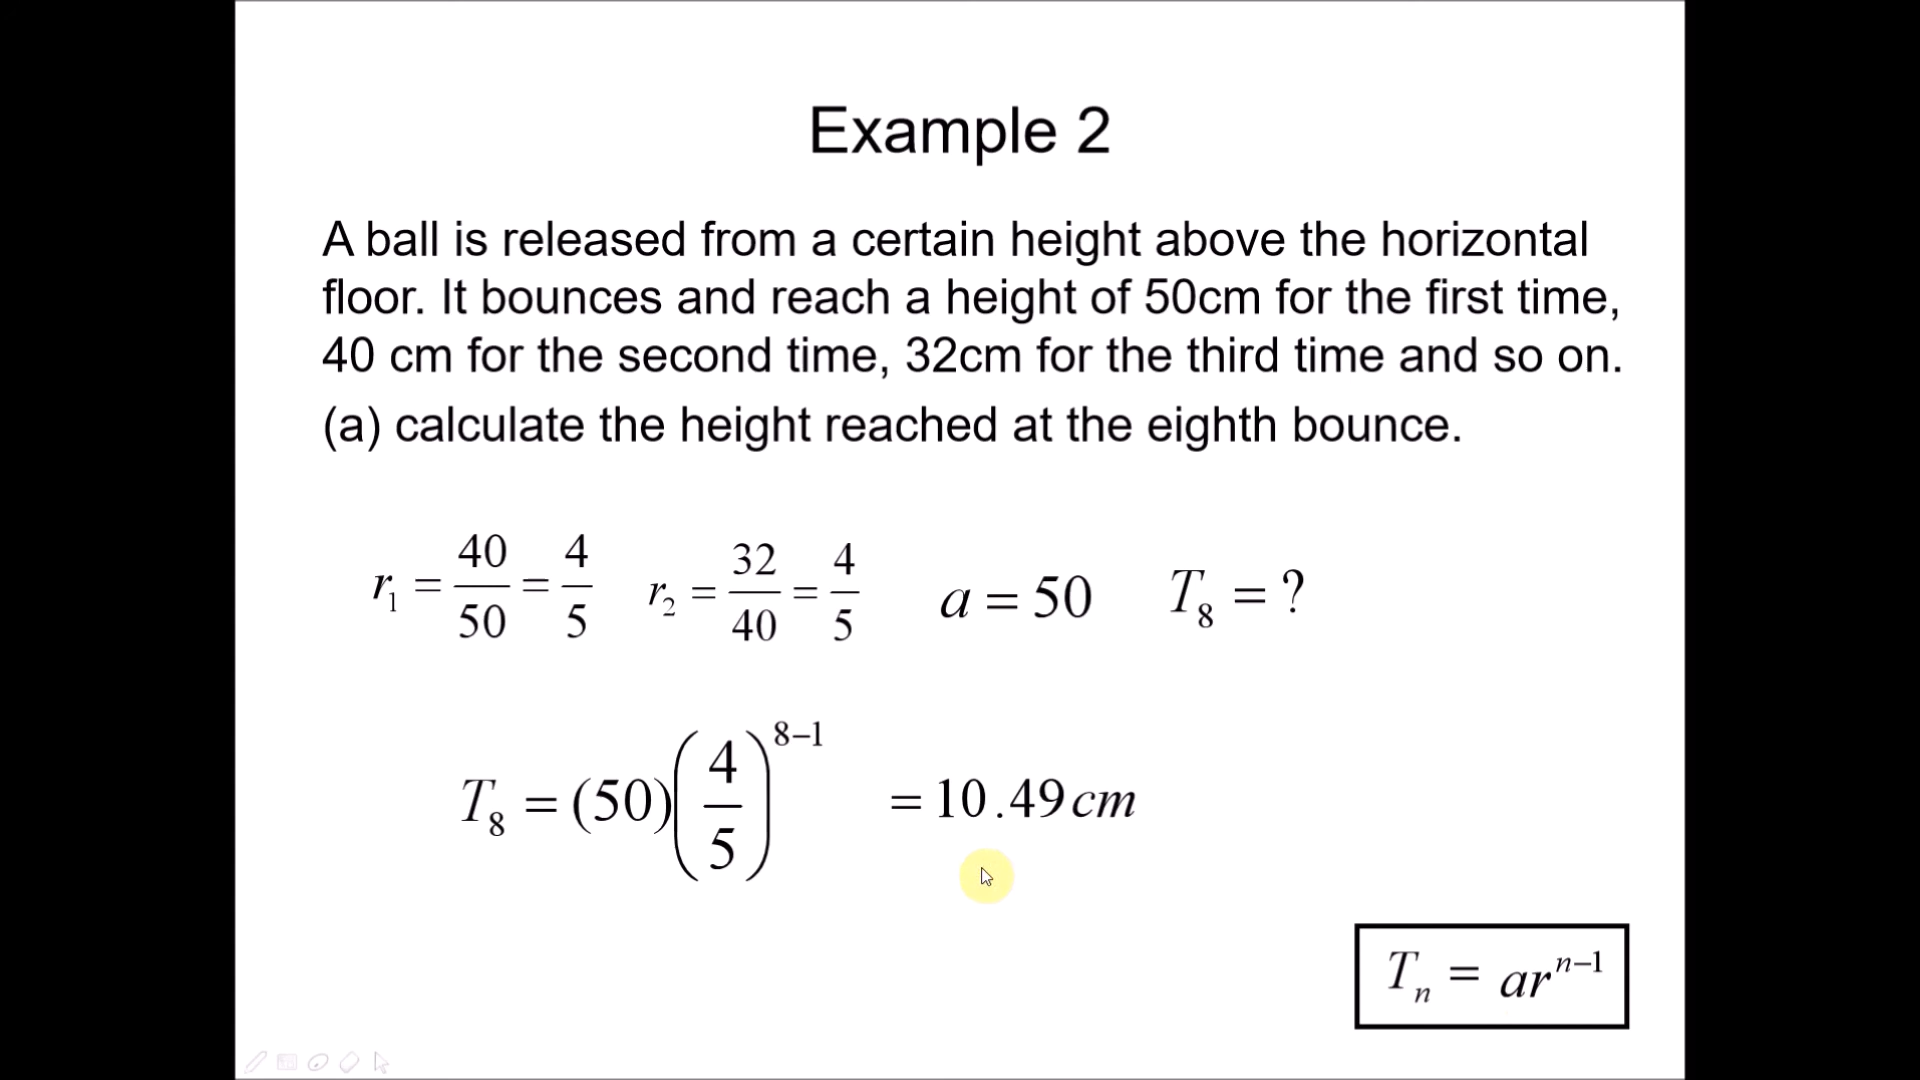 Example 2
A ball is released from a certain height above the horizontal
floor. It bounces and reach a height of 50cm for the first time,
40 cm for the second time, 32cm for the third time and so on.
(a) calculate the height reached at the eighth bounce.
r₁ = 40/50 = 4/5   r₂ = 32/40 = 4/5   a = 50   T₈ = ?
T₈ = (50)(4/5)^(8−1) = 10.49 cm
Tₙ = ar^(n−1)